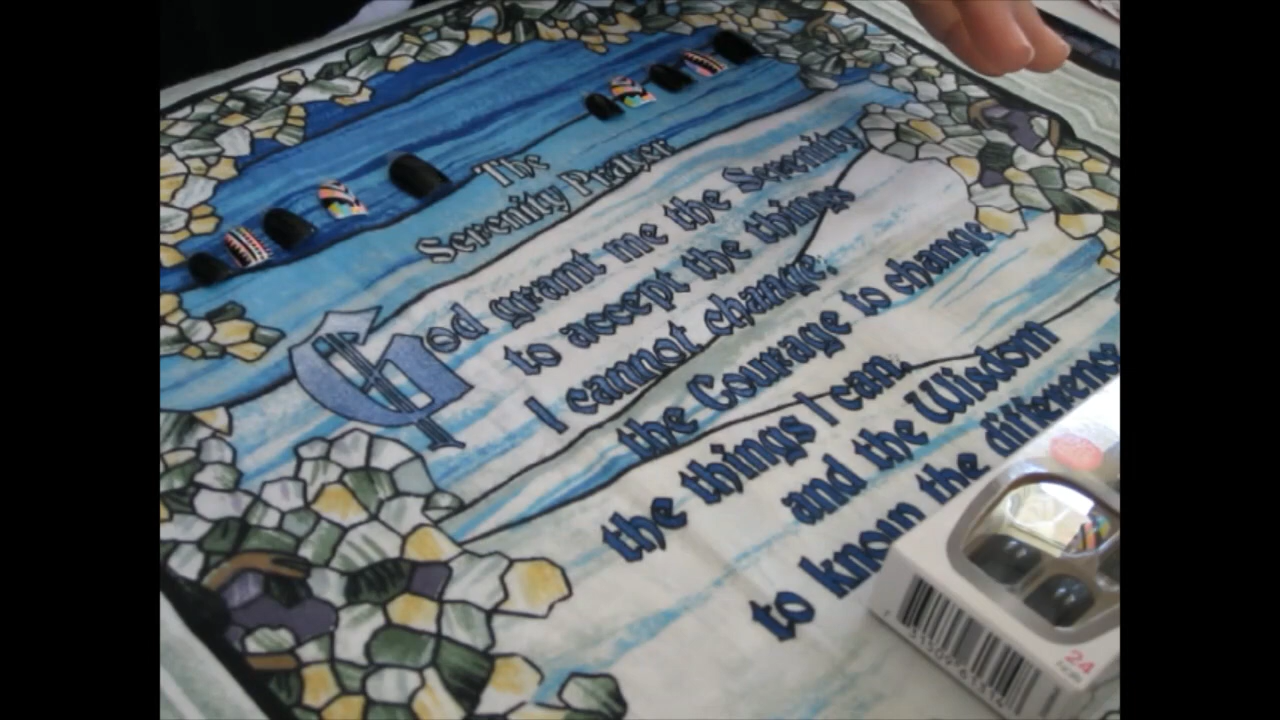 The
Serenity Prayer
God grant me the Serenity
to accept the things
I cannot change:
the Courage to change
the things I can.
and the Wisdom
to know the difference
24